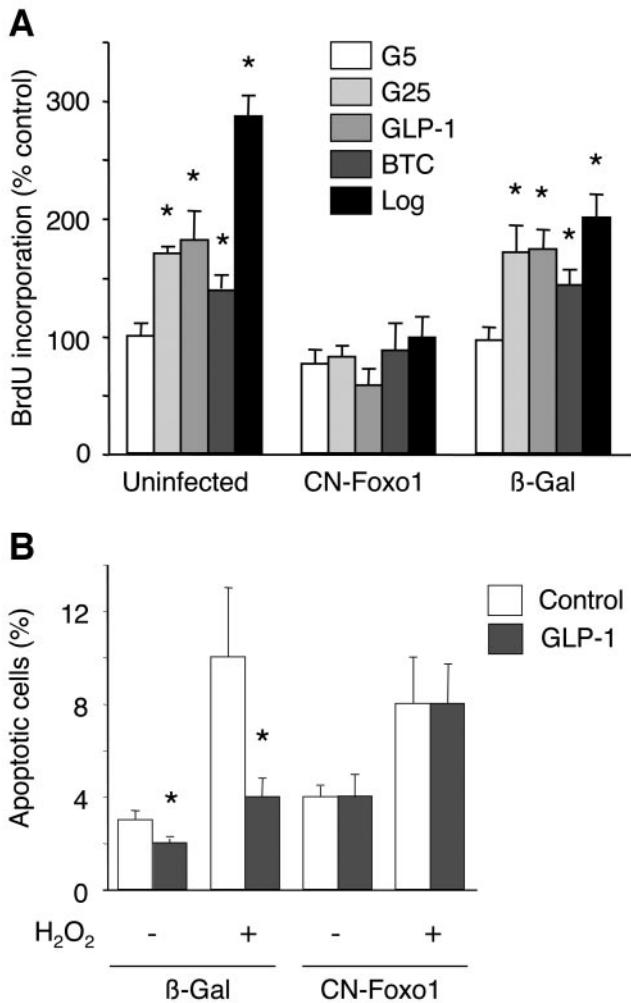 A
BrdU incorporation (% control)
300
200
100
0
G5
G25
GLP-1
BTC
Log
* * * *
* * * *
Uninfected CN-Foxo1 ß-Gal
B
Apoptotic cells (%)
12
8
4
0
Control
GLP-1
* *
H₂O₂ - + - +
ß-Gal CN-Foxo1